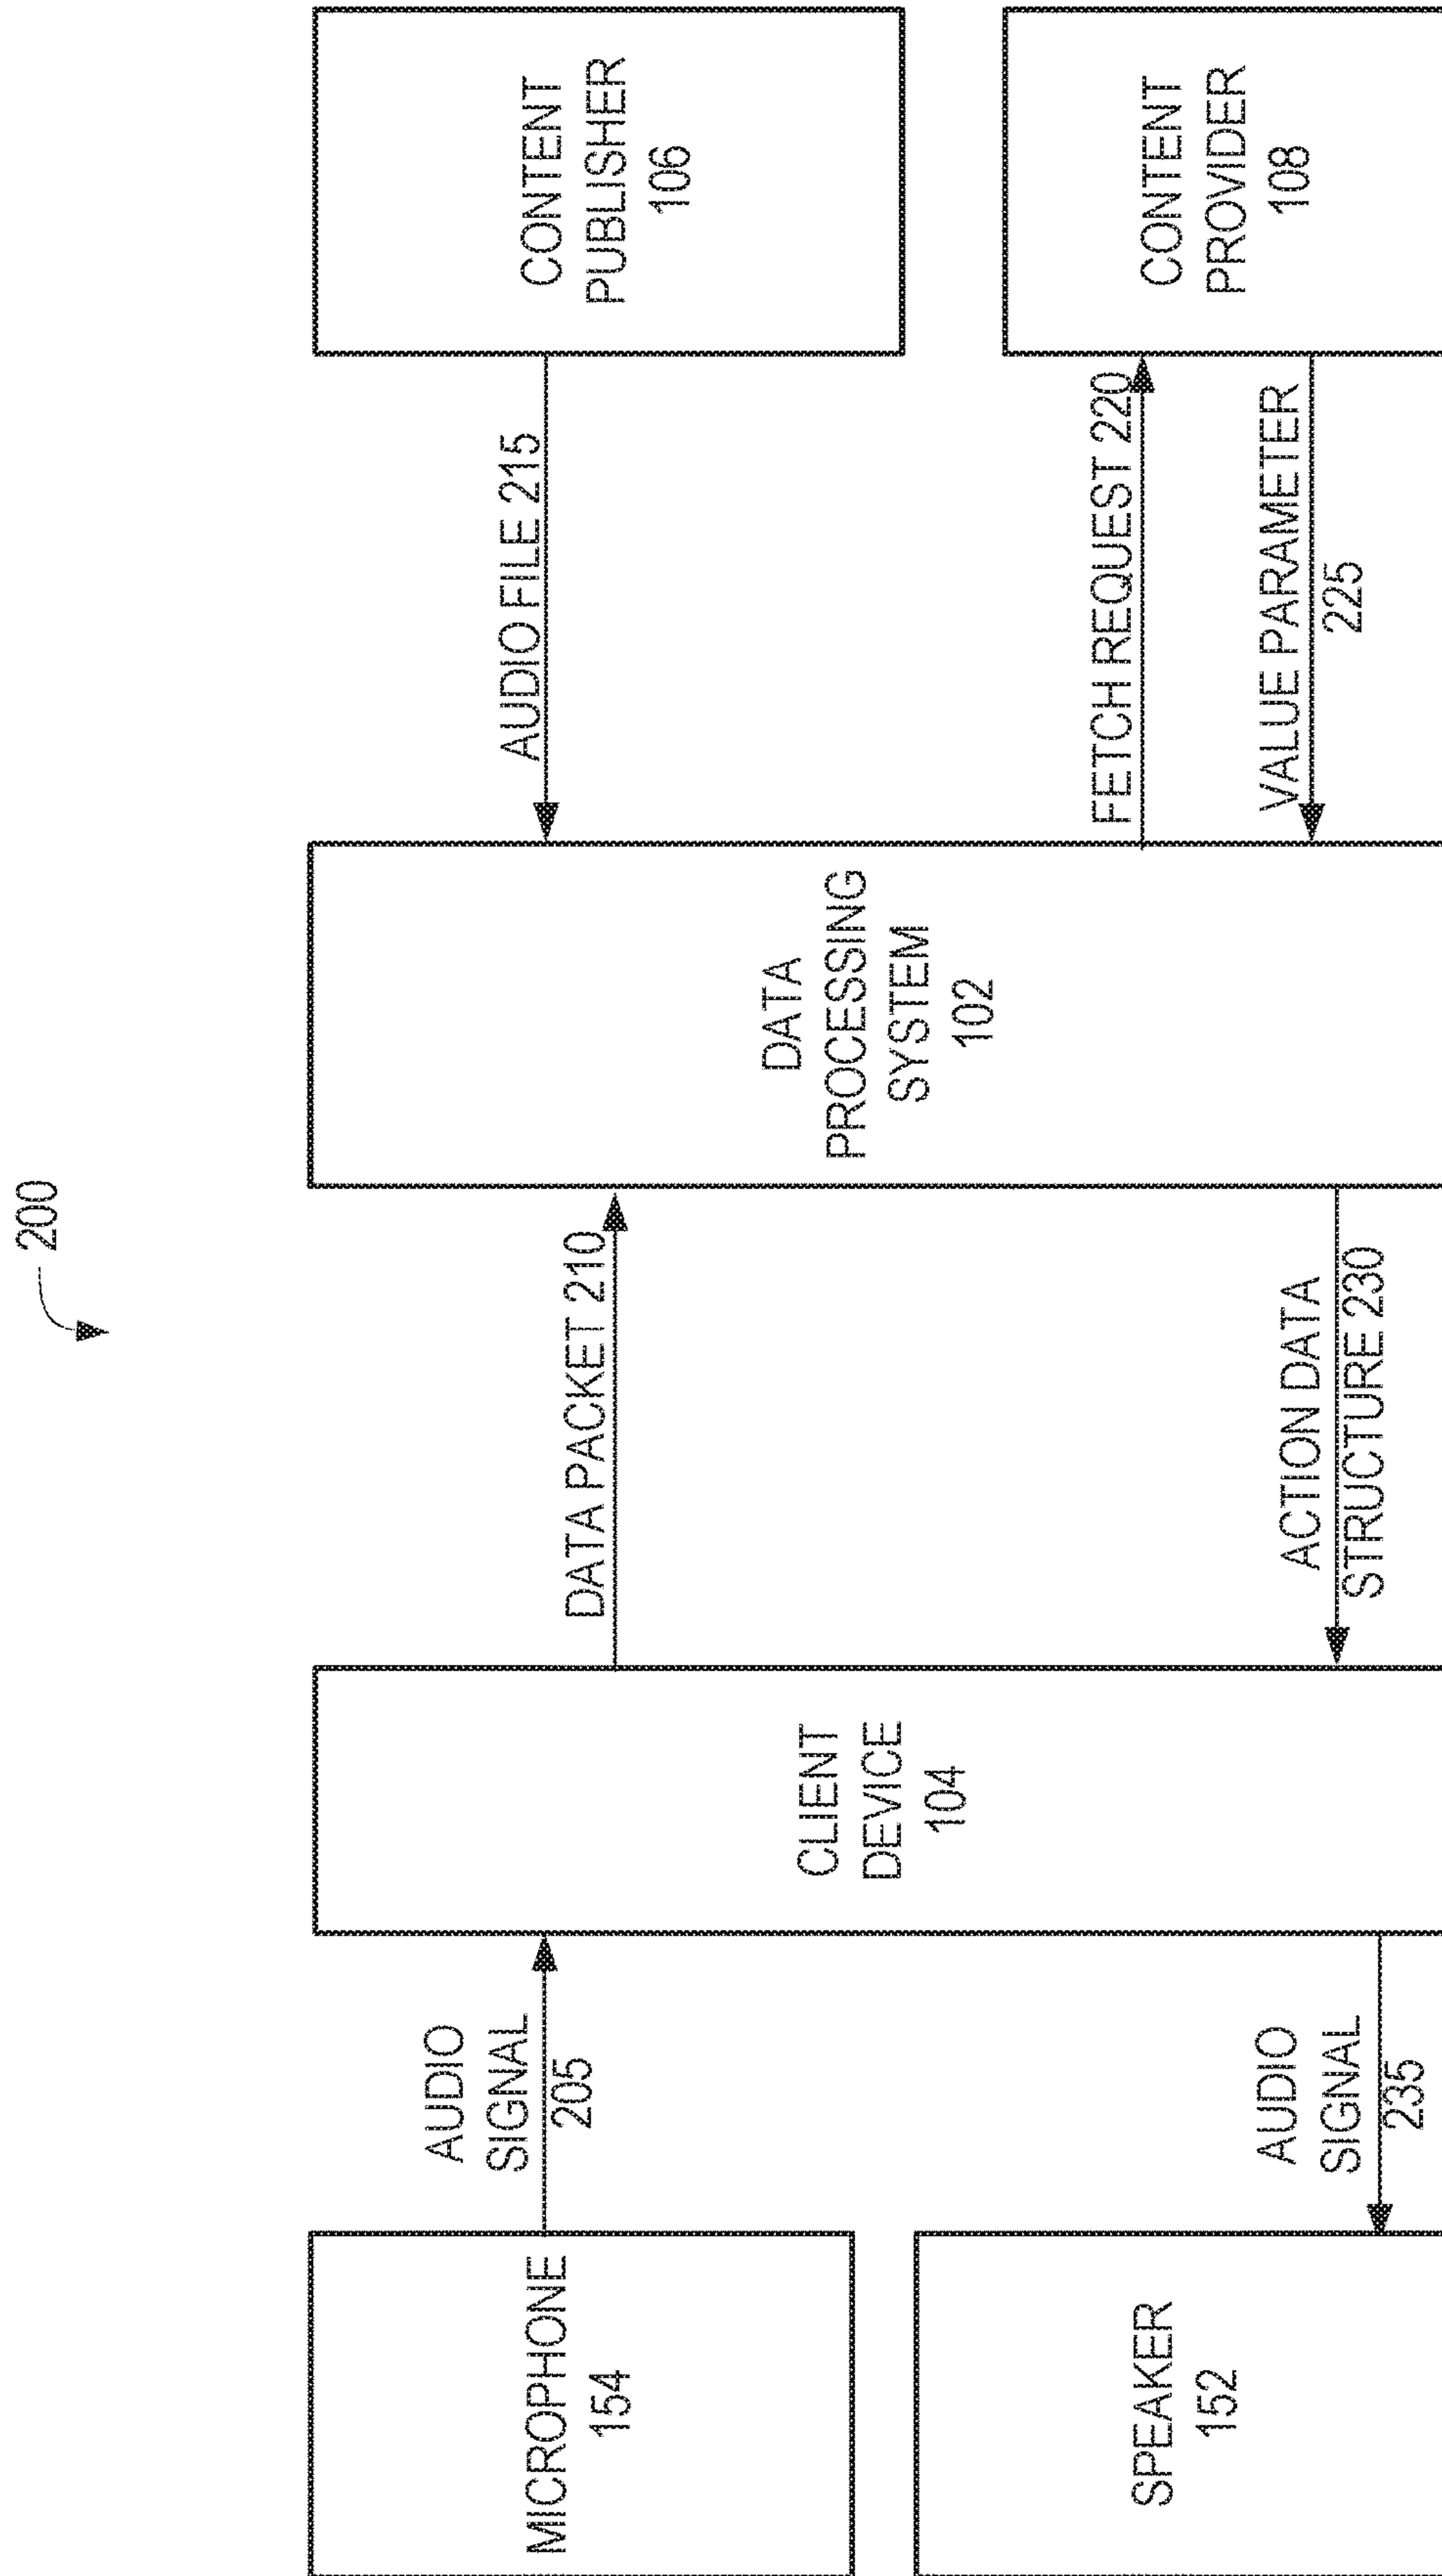 200
MICROPHONE
154
AUDIO
SIGNAL
205
CLIENT
DEVICE
104
DATA PACKET 210
DATA
PROCESSING
SYSTEM
102
AUDIO FILE 215
CONTENT
PUBLISHER
106
SPEAKER
152
AUDIO
SIGNAL
235
ACTION DATA
STRUCTURE 230
FETCH REQUEST 220
VALUE PARAMETER
225
CONTENT
PROVIDER
108